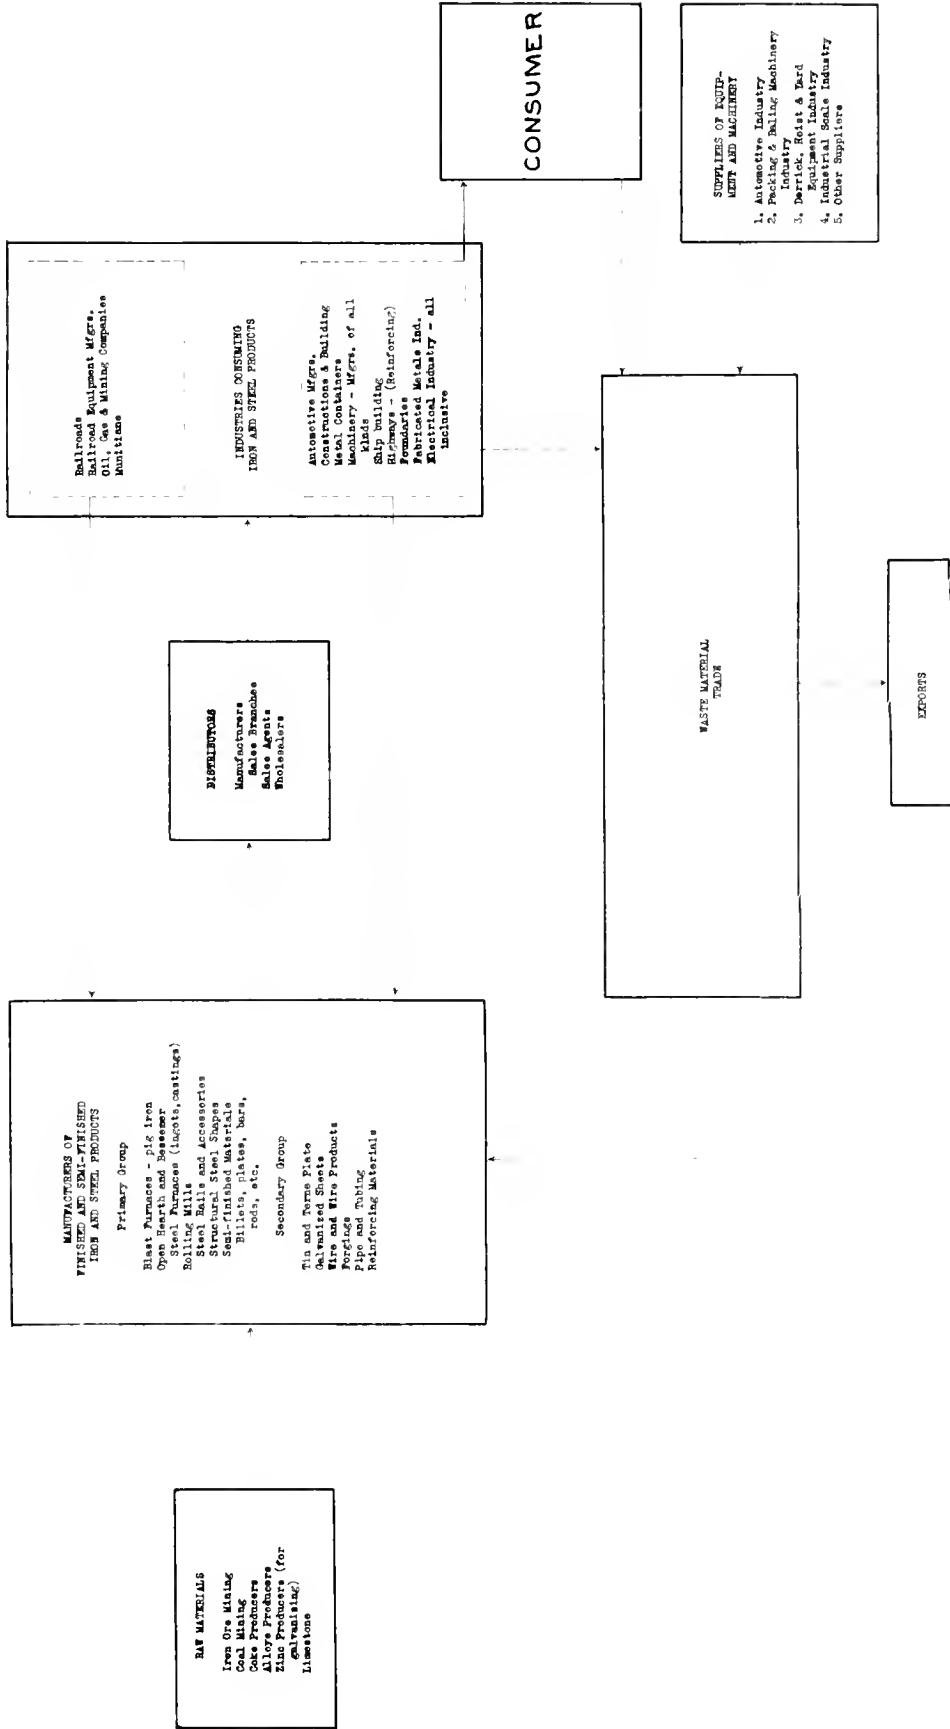 RAW MATERIALS
Iron Ore Mining
Coal Mining
Coke Producers
Alloys Producers
Zinc Producers (for
galvanizing)
Limestone
MANUFACTURERS OF
FINISHED AND SEMI-FINISHED
IRON AND STEEL PRODUCTS
Primary Group
Blast Furnaces - pig iron
Open Hearth and Bessemer
Steel Furnaces (ingots,castings)
Rolling Mills
Steel Rails and Accessories
Structural Steel Shapes
Semi-finished Materials
Billets, plates, bars,
rods, etc.
Secondary Group
Tin and Terne Plate
Galvanized Sheets
Wire and Wire Products
Forgings
Pipe and Tubing
Reinforcing Materials
DISTRIBUTORS
Manufacturers
Sales Branches
Sales Agents
Wholesalers
Railroads
Railroad Equipment Mfgrs.
Oil, Gas & Mining Companies
Munitions
INDUSTRIES CONSUMING
IRON AND STEEL PRODUCTS
Automotive Mfgrs.
Constructions & Building
Metal Containers
Machinery - Mfgrs. of all
kinds
Ship building
Highways - (Reinforcing)
Foundaries
Fabricated Metals Ind.
Electrical Industry - all
inclusive
CONSUMER
WASTE MATERIAL
TRADE
SUPPLIERS OF EQUIP-
MENT AND MACHINERY
1. Automotive Industry
2. Packing & Baling Machinery
Industry
3. Derrick, Hoist & Yard
Equipment Industry
4. Industrial Scale Industry
5. Other Suppliers
EXPORTS